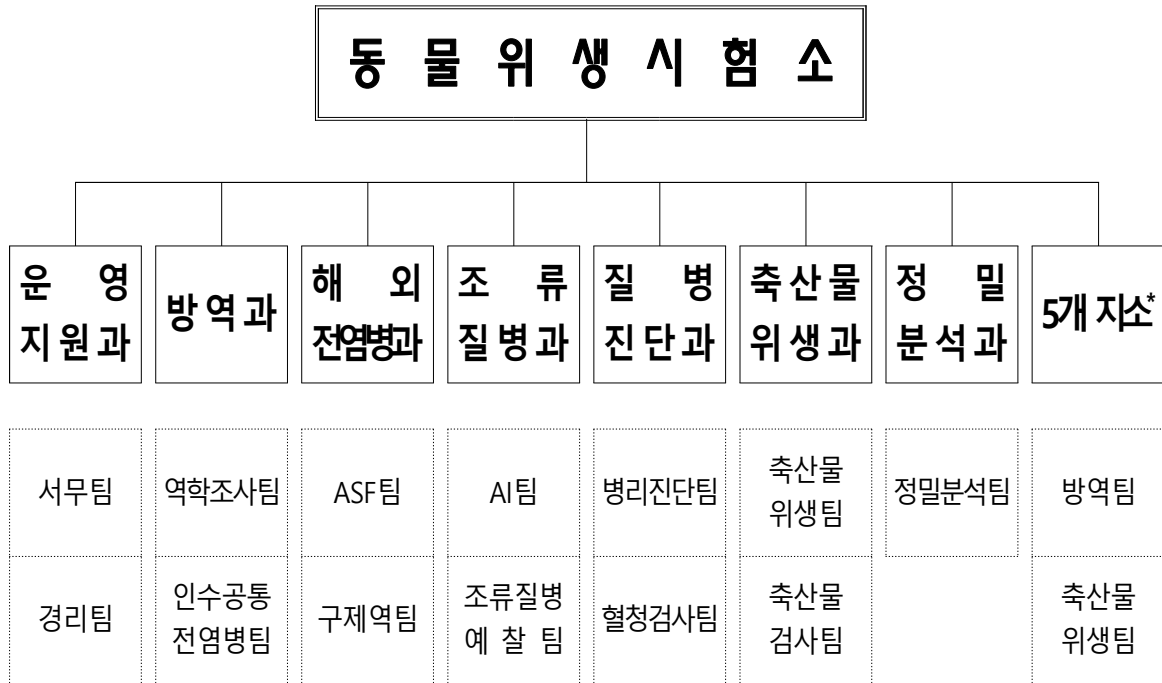 동 물 위 생 시 험 소
운 영
지 원 과
방 역 과
해 외
전염병과
조 류
질 병 과
질 병
진 단 과
축 산 물
위 생 과
정 밀
분 석 과
5개 지소*
서무팀
역학조사팀
ASF팀
AI팀
병리진단팀
축산물
위생팀
정밀분석팀
방역팀
경리팀
인수공통
전염병팀
구제역팀
조류질병
예 찰 팀
혈청검사팀
축산물
검사팀
축산물
위생팀